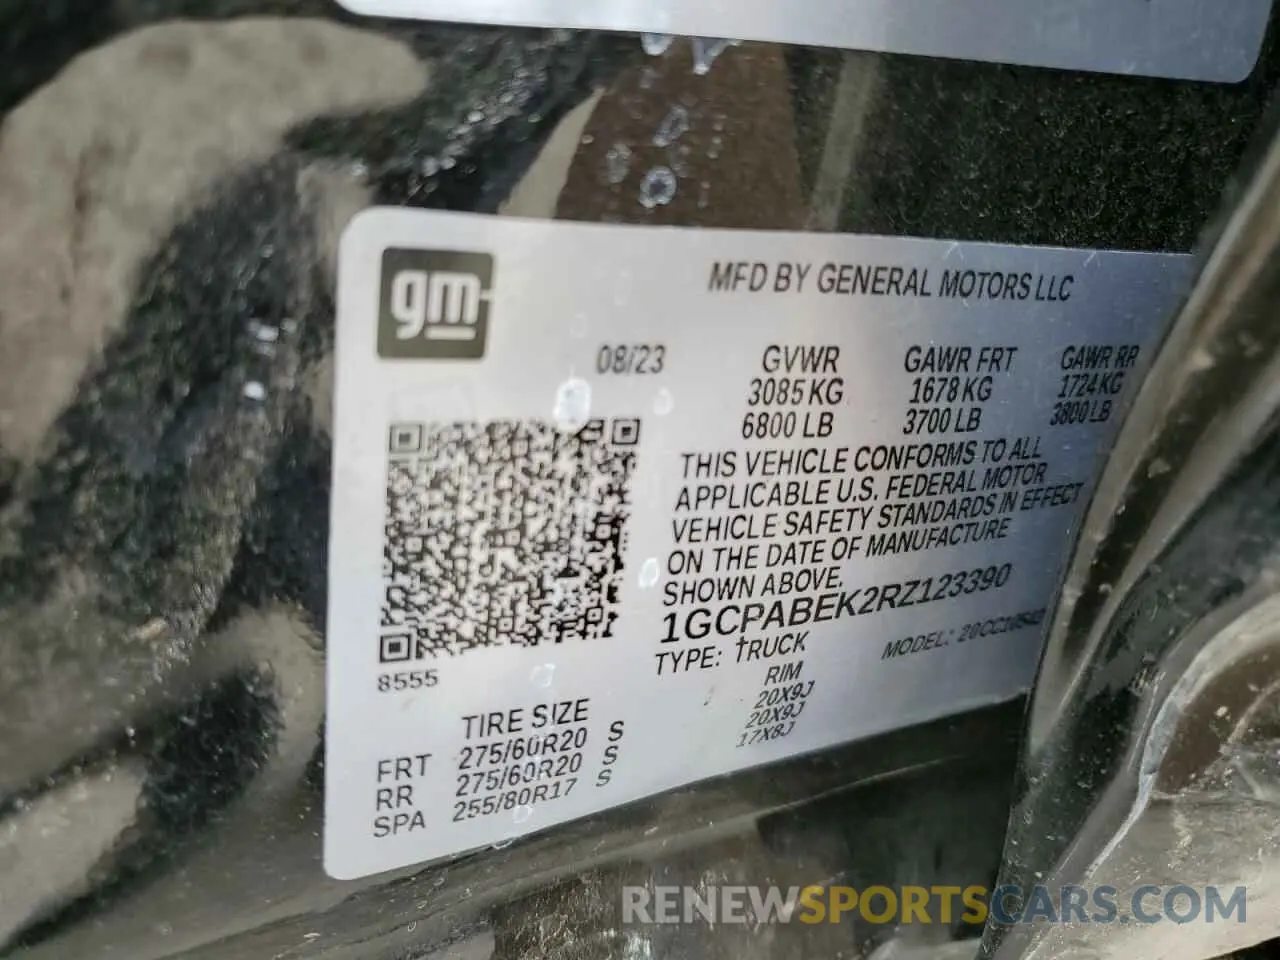 gm
MFD BY GENERAL MOTORS LLC
08/23
GVWR GAWR FRT GAWR RR
3085 KG 1678 KG 1724 KG
6800 LB 3700 LB 3800 LB
THIS VEHICLE CONFORMS TO ALL
APPLICABLE U.S. FEDERAL MOTOR
VEHICLE SAFETY STANDARDS IN EFFECT
ON THE DATE OF MANUFACTURE
SHOWN ABOVE.
1GCPABEK2RZ123390
TYPE: TRUCK MODEL:
8555
TIRE SIZE RIM
FRT 275/60R20 S 20X9J
RR 275/60R20 S 20X9J
SPA 255/80R17 S 17X8J
RENEWSPORTSCARS.COM